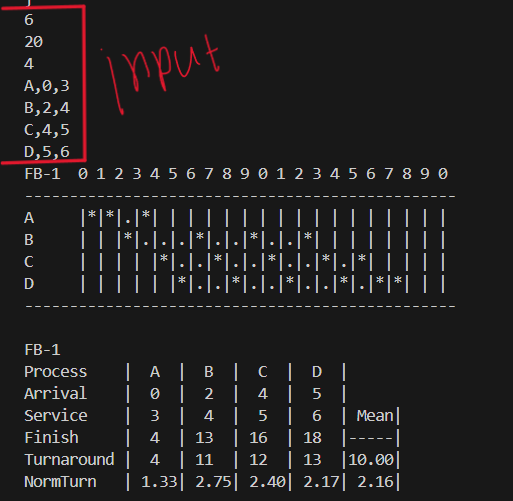 6
20
4
A,0,3
B,2,4
C,4,5
D,5,6
input
FB-1  0 1 2 3 4 5 6 7 8 9 0 1 2 3 4 5 6 7 8 9 0
------------------------------------------------
A     |*|*|.|*| | | | | | | | | | | | | | | | |
B     | | |*|.|.|.|*|.|.|*|.|.|*| | | | | | | |
C     | | | | |*|.|.|*|.|.|*|.|.|*|.|*| | | | |
D     | | | | | |*|.|.|*|.|.|*|.|.|*|.|*|*| | |
------------------------------------------------
FB-1
Process    |  A  |  B  |  C  |  D  |
Arrival    |  0  |  2  |  4  |  5  |
Service    |  3  |  4  |  5  |  6  | Mean|
Finish     |  4  | 13  | 16  | 18  |-----|
Turnaround |  4  | 11  | 12  | 13  |10.00|
NormTurn   | 1.33| 2.75| 2.40| 2.17| 2.16|